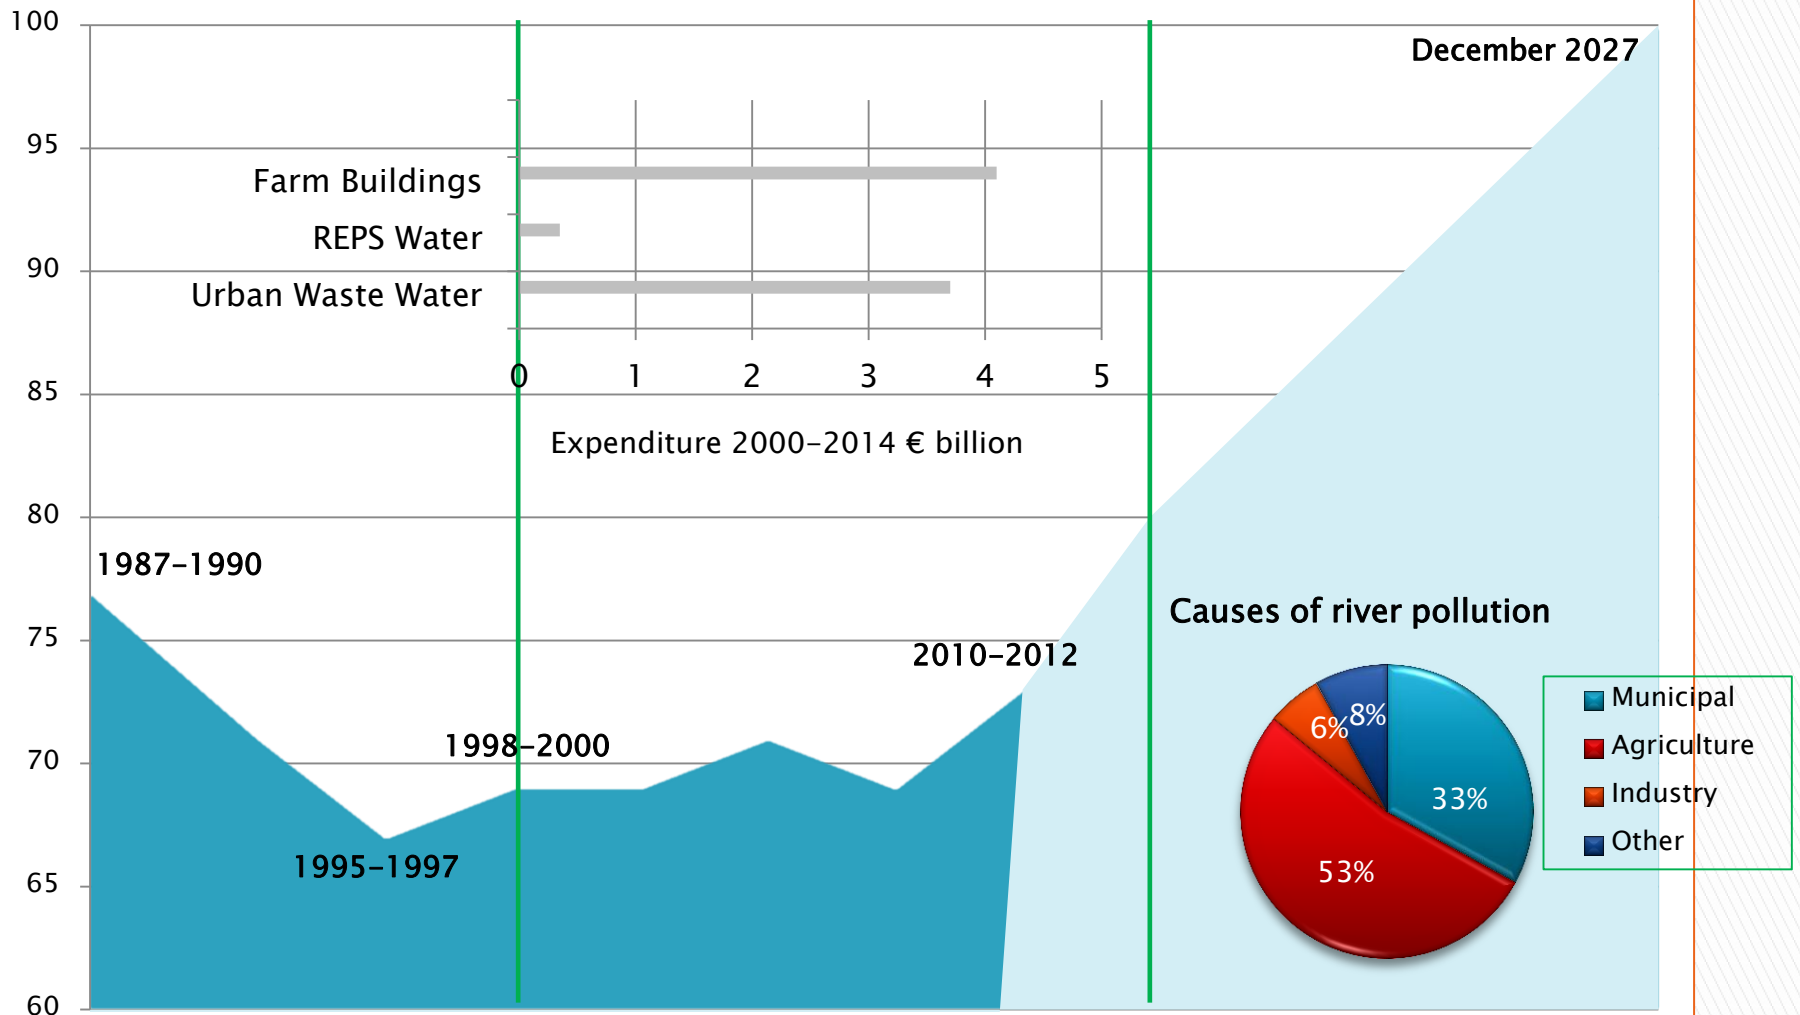 100
December 2027
95
Farm Buildings
REPS Water
90
Urban Waste Water
0 1 2 3 4 5
85
Expenditure 2000-2014 € billion
80
1987-1990
75
Causes of river pollution
2010-2012
1998-2000
70
1995-1997
65
60
33%
53%
6%
8%
Municipal
Agriculture
Industry
Other